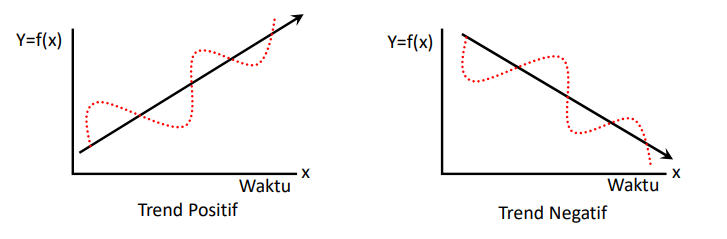 Y=f(x)
x
Waktu
Trend Positif
Y=f(x)
x
Waktu
Trend Negatif